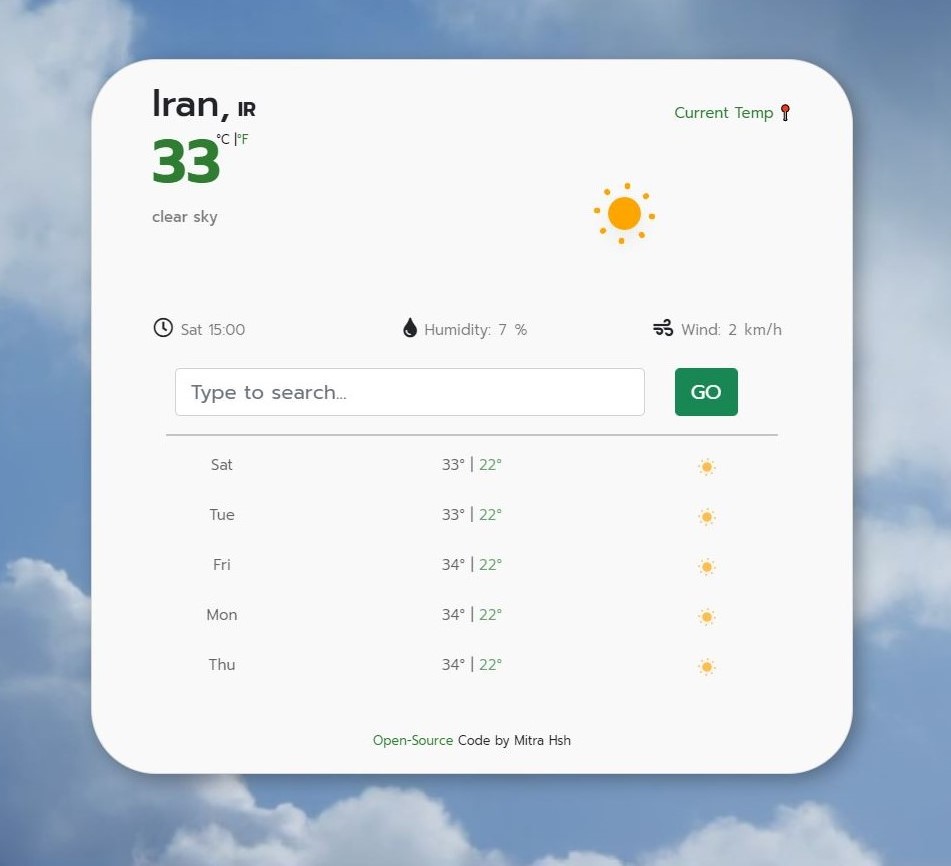 Iran, IR
Current Temp
33 °C |°F
clear sky
Sat 15:00 Humidity: 7 % Wind: 2 km/h
Type to search... GO
Sat 33° | 22°
Tue 33° | 22°
Fri 34° | 22°
Mon 34° | 22°
Thu 34° | 22°
Open-Source Code by Mitra Hsh